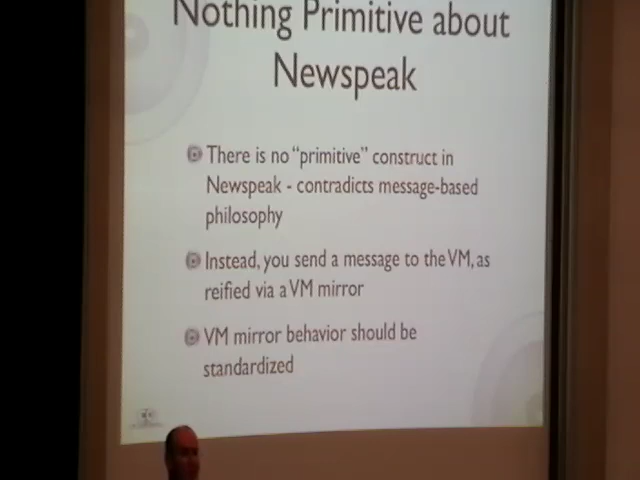 Nothing Primitive about
Newspeak
There is no "primitive" construct in
Newspeak - contradicts message-based
philosophy
Instead, you send a message to the VM, as
reified via a VM mirror
VM mirror behavior should be
standardized